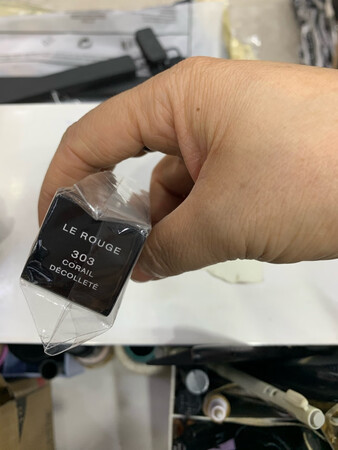 LE ROUGE
303
CORAIL
DÉCOLLETÉ